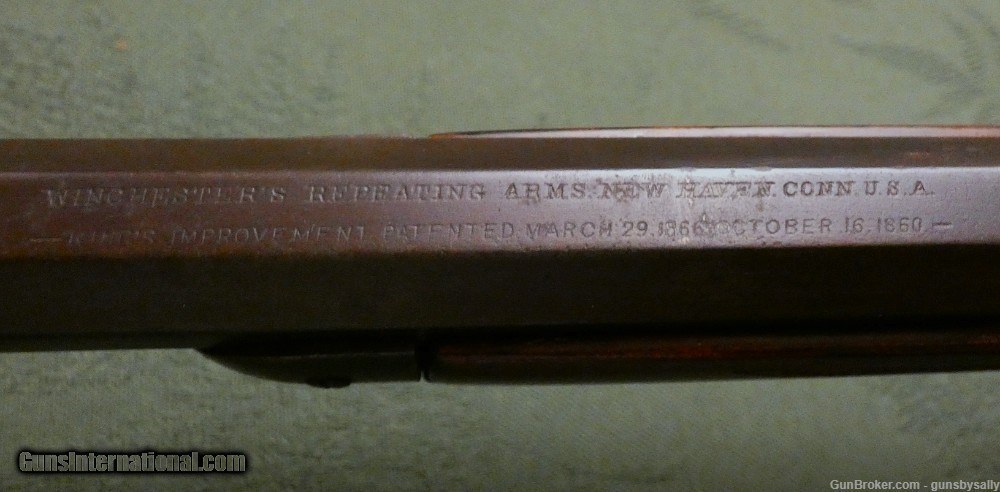 WINCHESTER'S REPEATING ARMS. NEW HAVEN. CONN. U.S.A.
— KING'S IMPROVEMENT PATENTED MARCH 29, 1866 OCTOBER 16, 1860 —
GunsInternational.com
GunBroker.com - gunsbysally